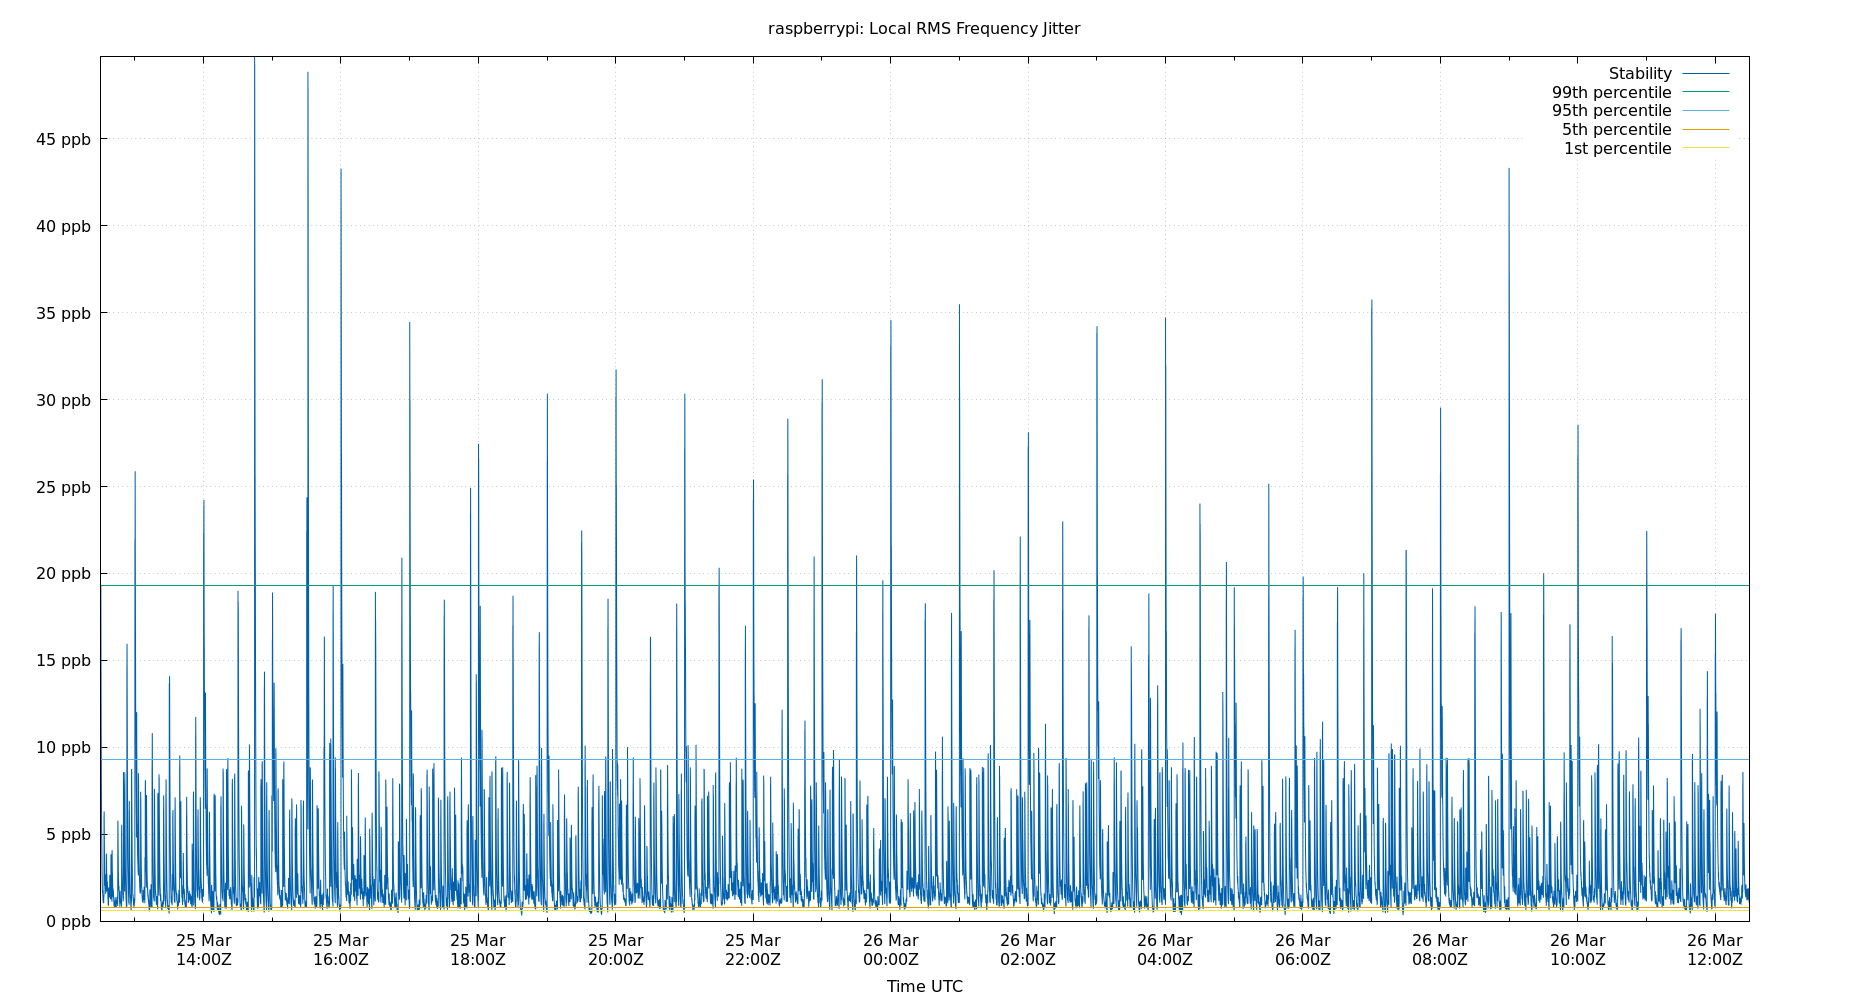 raspberrypi: Local RMS Frequency Jitter
Stability
99th percentile
95th percentile
5th percentile
1st percentile
45 ppb
40 ppb
35 ppb
30 ppb
25 ppb
20 ppb
15 ppb
10 ppb
5 ppb
0 ppb
25 Mar 25 Mar 25 Mar 25 Mar 25 Mar 26 Mar 26 Mar 26 Mar 26 Mar 26 Mar 26 Mar 26 Mar
14:00Z 16:00Z 18:00Z 20:00Z 22:00Z 00:00Z 02:00Z 04:00Z 06:00Z 08:00Z 10:00Z 12:00Z
Time UTC